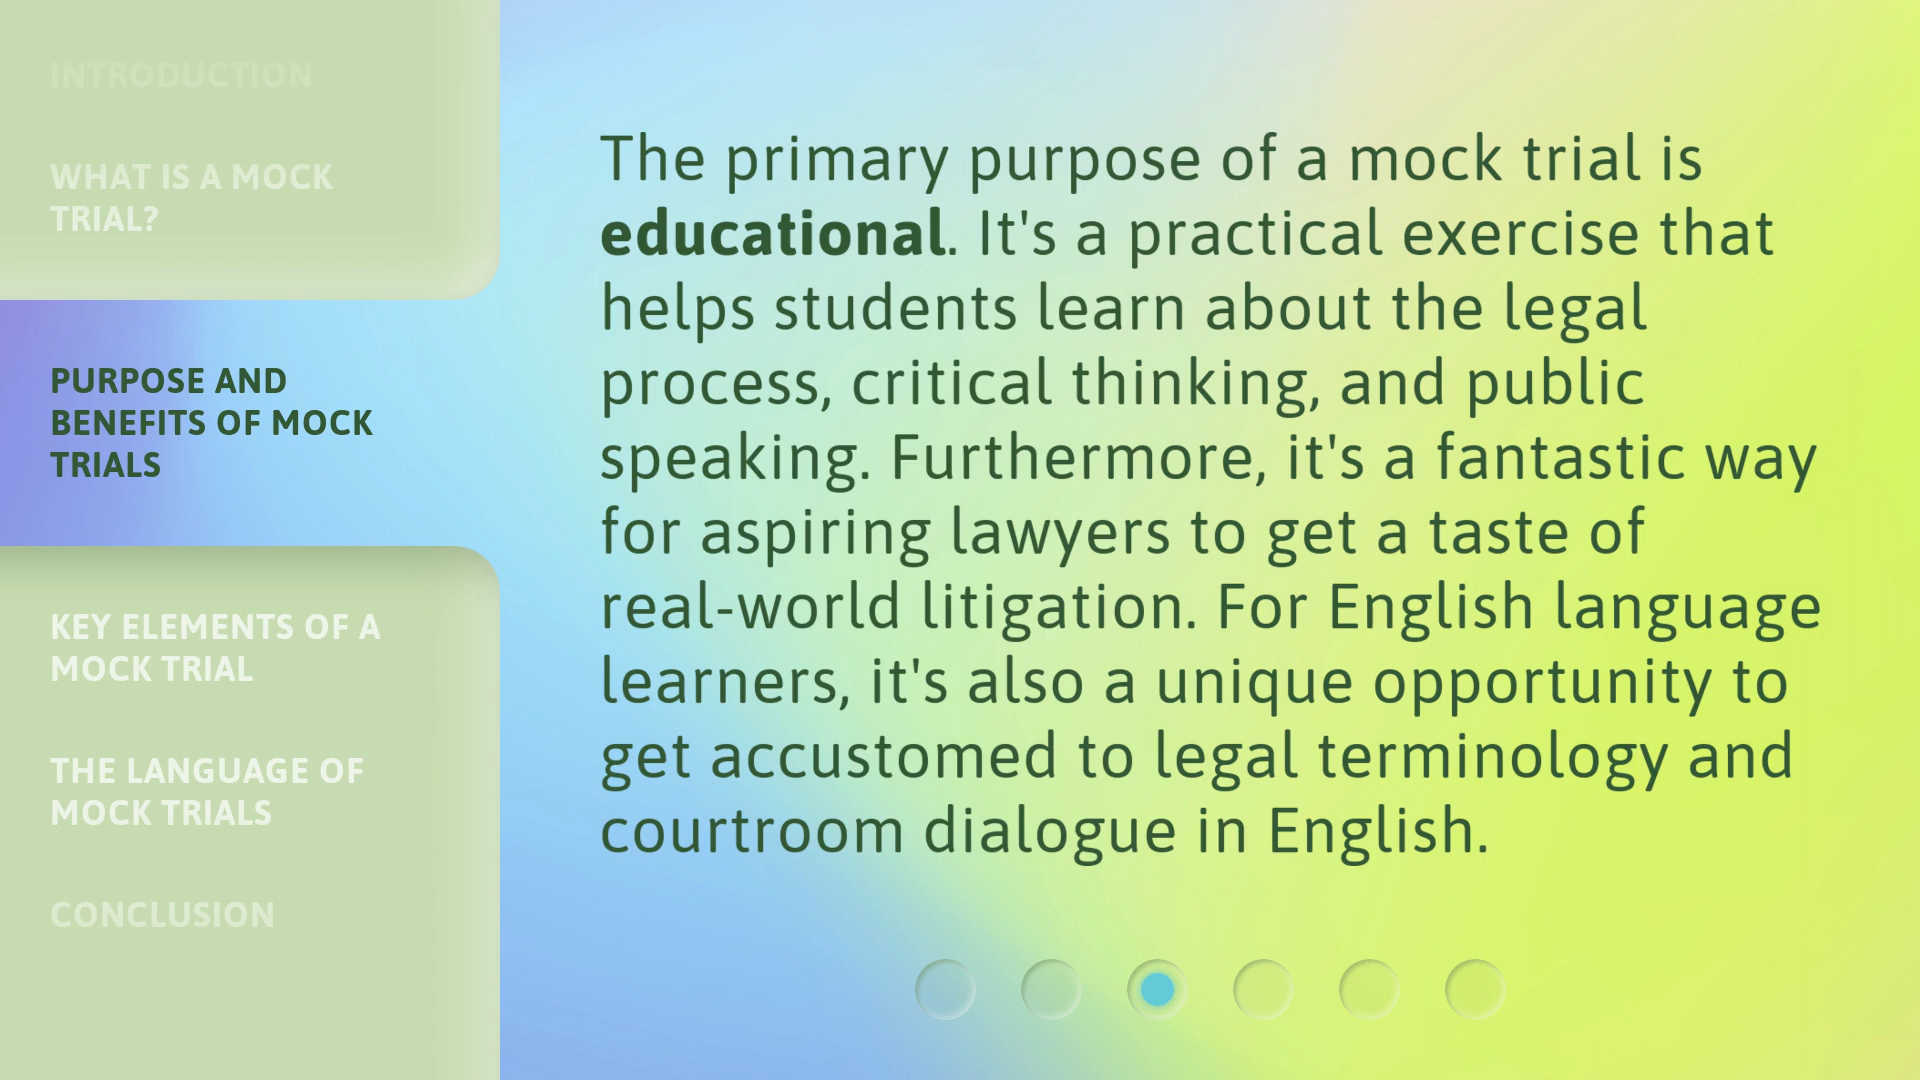 INTRODUCTION
WHAT IS A MOCK
TRIAL?
PURPOSE AND
BENEFITS OF MOCK
TRIALS
KEY ELEMENTS OF A
MOCK TRIAL
THE LANGUAGE OF
MOCK TRIALS
CONCLUSION
The primary purpose of a mock trial is
educational. It's a practical exercise that
helps students learn about the legal
process, critical thinking, and public
speaking. Furthermore, it's a fantastic way
for aspiring lawyers to get a taste of
real-world litigation. For English language
learners, it's also a unique opportunity to
get accustomed to legal terminology and
courtroom dialogue in English.